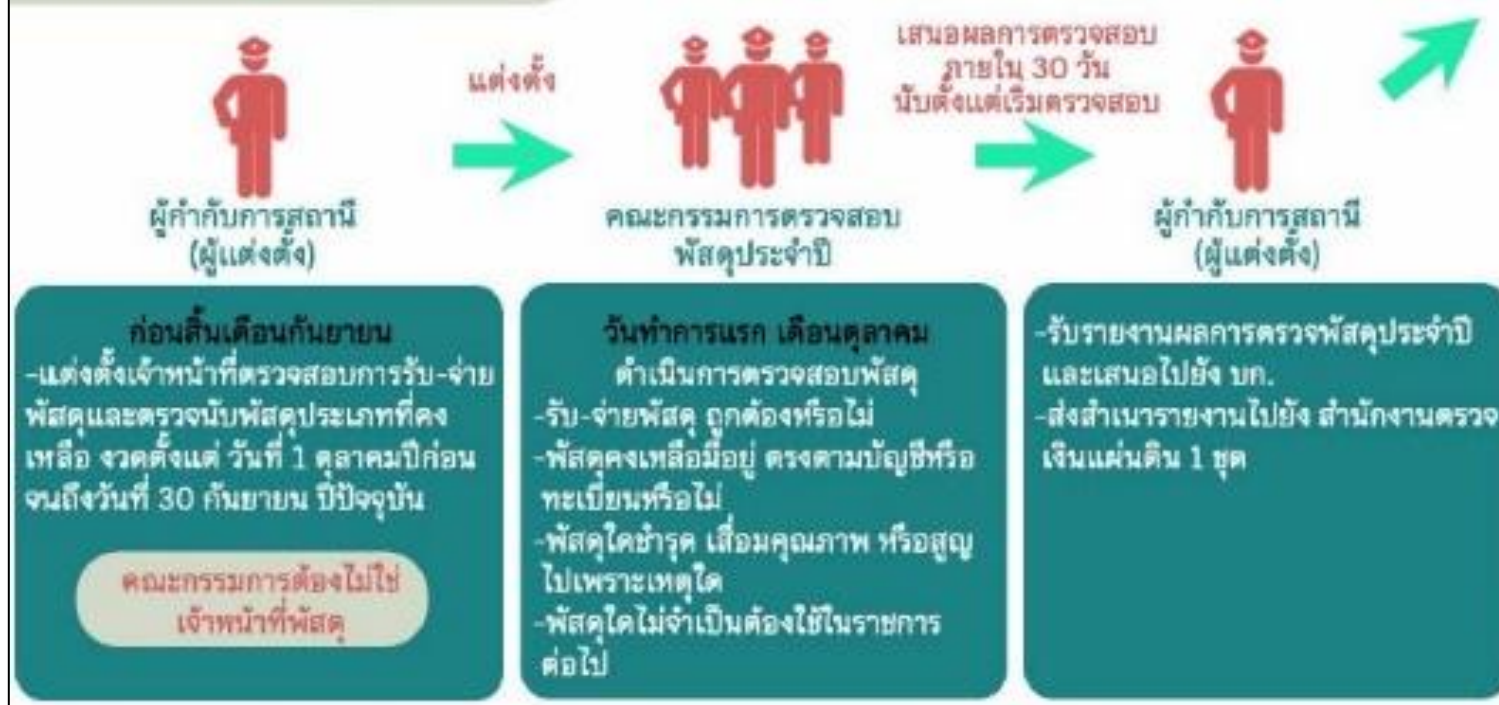 แต่งตั้ง
เสนอผลการตรวจสอบ
ภายใน 30 วัน
นับตั้งแต่เริ่มตรวจสอบ
ผู้กำกับการสถานี
(ผู้แต่งตั้ง)
คณะกรรมการตรวจสอบ
พัสดุประจำปี
ผู้กำกับการสถานี
(ผู้แต่งตั้ง)
ก่อนสิ้นเดือนกันยายน
-แต่งตั้งเจ้าหน้าที่ตรวจสอบการรับ-จ่าย
พัสดุและตรวจนับพัสดุประเภทที่คง
เหลือ งวดตั้งแต่ วันที่ 1 ตุลาคมปีก่อน
จนถึงวันที่ 30 กันยายน ปีปัจจุบัน
คณะกรรมการต้องไม่ใช่
เจ้าหน้าที่พัสดุ
วันทำการแรก เดือนตุลาคม
ดำเนินการตรวจสอบพัสดุ
-รับ-จ่ายพัสดุ ถูกต้องหรือไม่
-พัสดุคงเหลือมีอยู่ ตรงตามบัญชีหรือ
ทะเบียนหรือไม่
-พัสดุใดชำรุด เสื่อมคุณภาพ หรือสูญ
ไปเพราะเหตุใด
-พัสดุใดไม่จำเป็นต้องใช้ในราชการ
ต่อไป
-รับรายงานผลการตรวจพัสดุประจำปี
และเสนอไปยัง บก.
-ส่งสำเนารายงานไปยัง สำนักงานตรวจ
เงินแผ่นดิน 1 ชุด